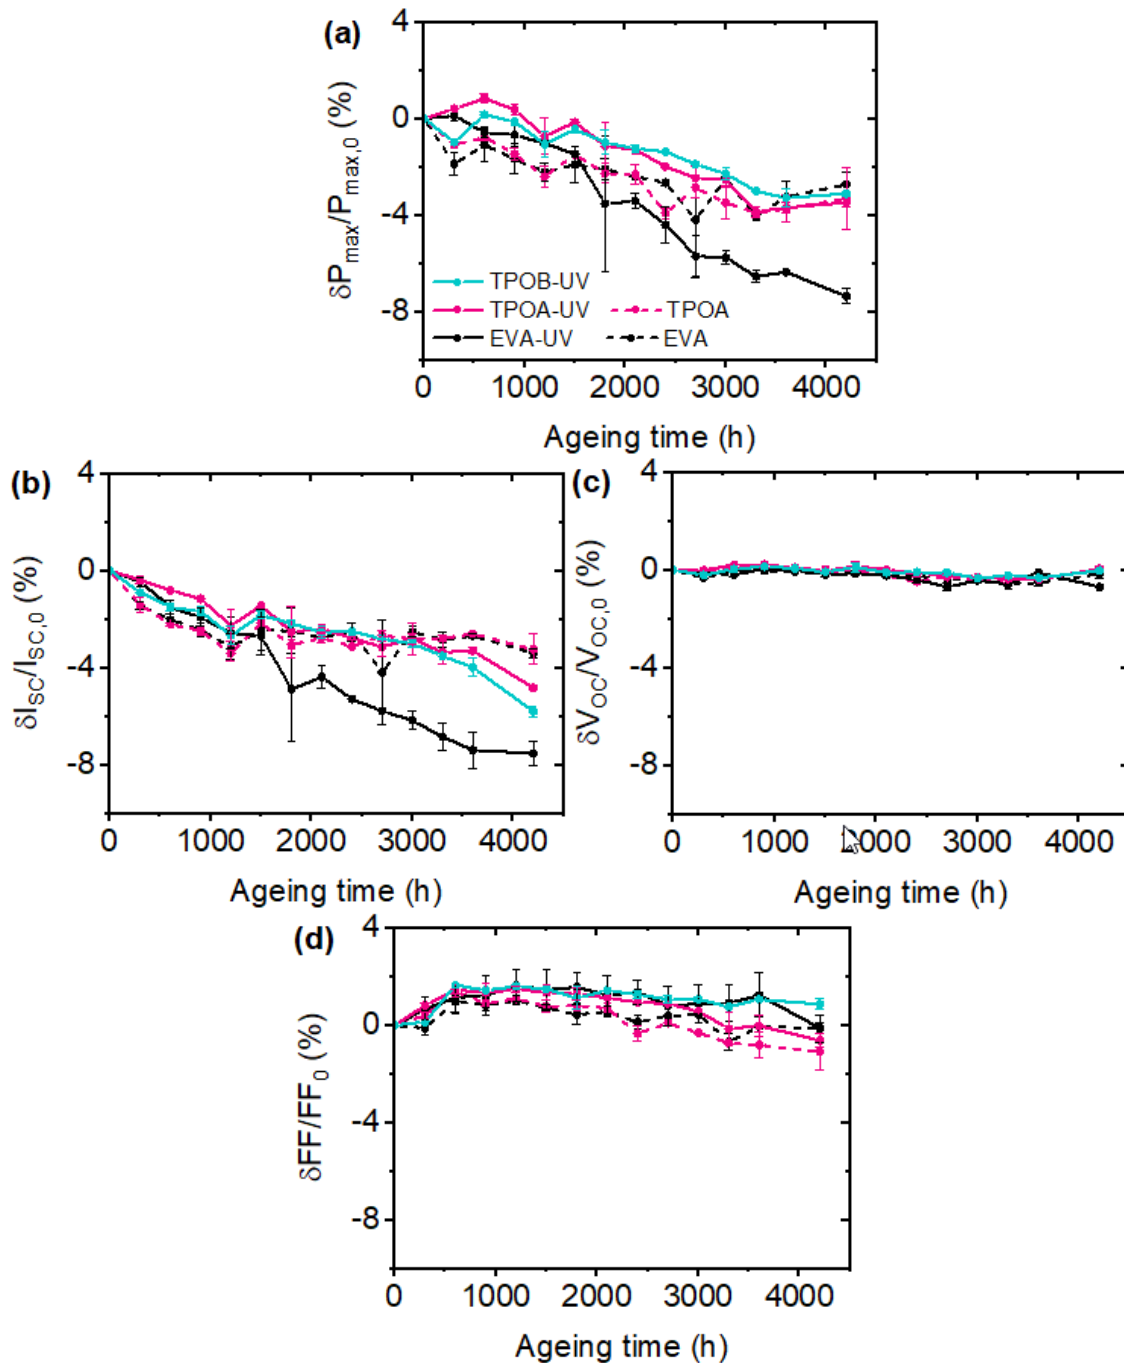 (a)
δP_max/P_max,0 (%)
4
0
-4
-8
TPOB-UV
TPOA-UV TPOA
EVA-UV EVA
0 1000 2000 3000 4000
Ageing time (h)
(b)
δI_SC/I_SC,0 (%)
4
0
-4
-8
0 1000 2000 3000 4000
Ageing time (h)
(c)
δV_OC/V_OC,0 (%)
4
0
-4
-8
0 1000 2000 3000 4000
Ageing time (h)
(d)
δFF/FF_0 (%)
4
0
-4
-8
0 1000 2000 3000 4000
Ageing time (h)